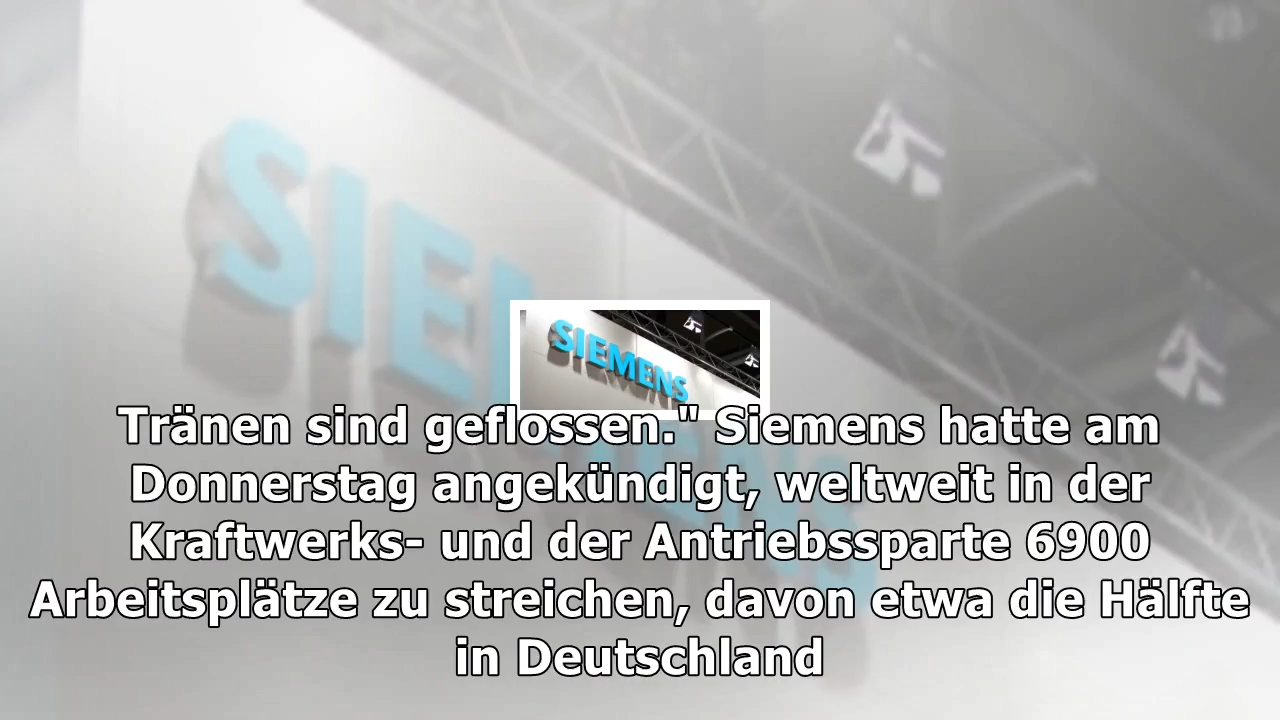 SIEMENS
SIEMENS
Tränen sind geflossen." Siemens hatte am
Donnerstag angekündigt, weltweit in der
Kraftwerks- und der Antriebssparte 6900
Arbeitsplätze zu streichen, davon etwa die Hälfte
in Deutschland